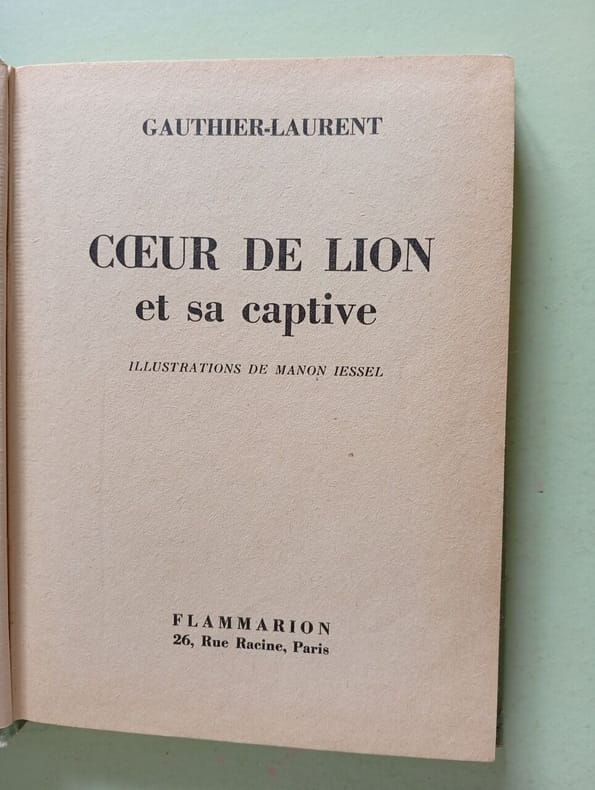 GAUTHIER-LAURENT
CŒUR DE LION
et sa captive
ILLUSTRATIONS DE MANON IESSEL
FLAMMARION
26, Rue Racine, Paris